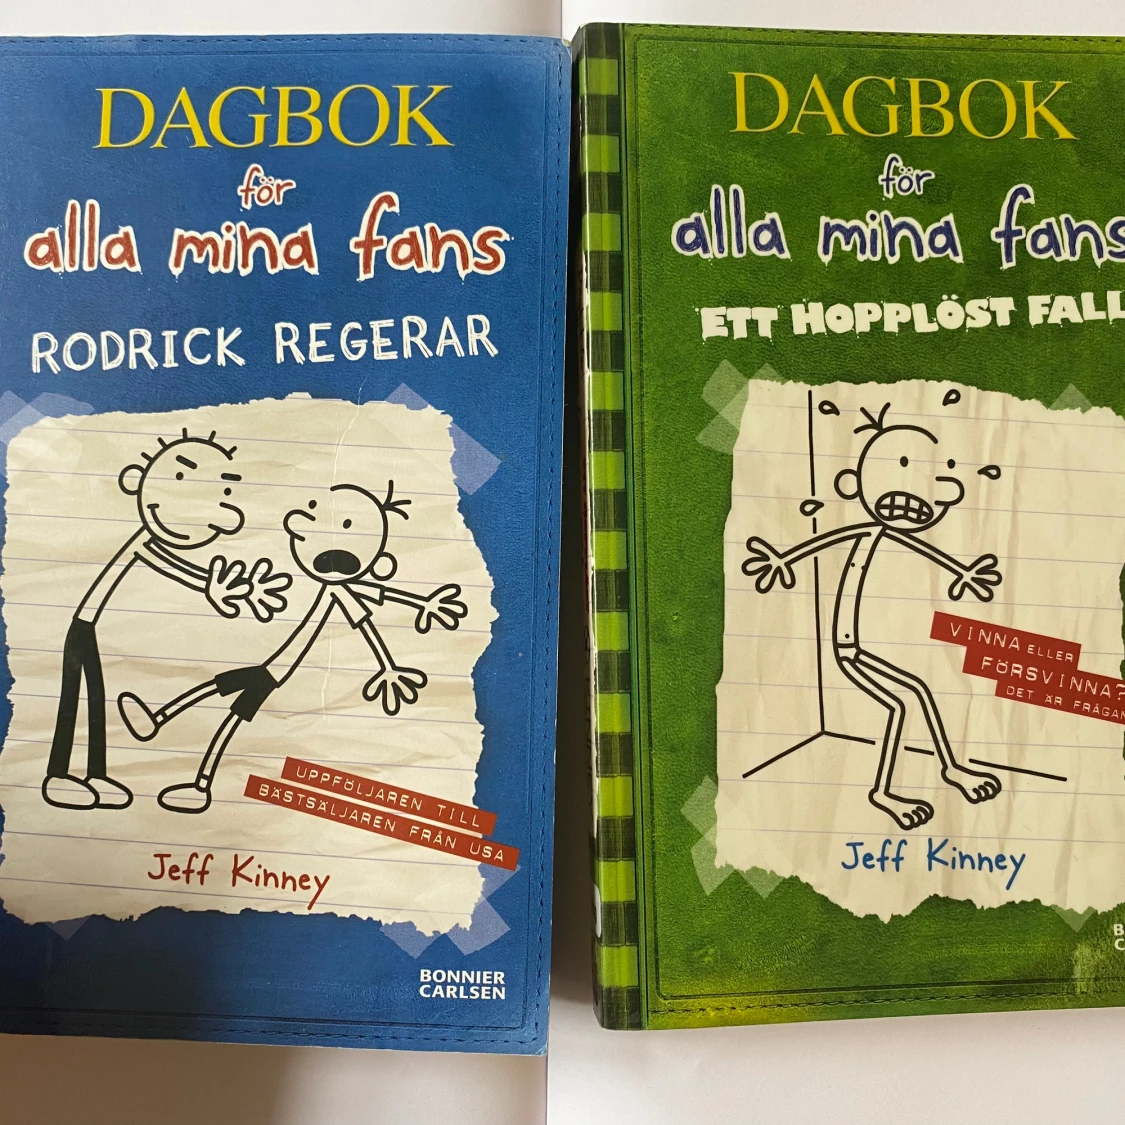 DAGBOK
för
alla mina fans
RODRICK REGERAR
UPPFÖLJAREN TILL
BÄSTSÄLJAREN FRÅN USA
Jeff Kinney
BONNIER
CARLSEN
DAGBOK
för
alla mina fans
ETT HOPPLÖST FALL
VINNA ELLER
FÖRSVINNA?
DET ÄR FRÅGAN
Jeff Kinney